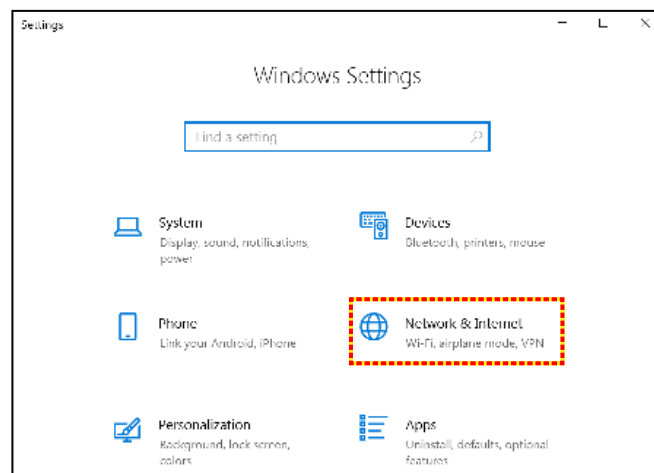 Settings
Windows Settings
Find a setting
System
Display, sound, notifications,
power
Devices
Bluetooth, printers, mouse
Phone
Link your Android, iPhone
Network & Internet
Wi-Fi, airplane mode, VPN
Personalization
Background, lock screen,
colors
Apps
Uninstall, defaults, optional
features